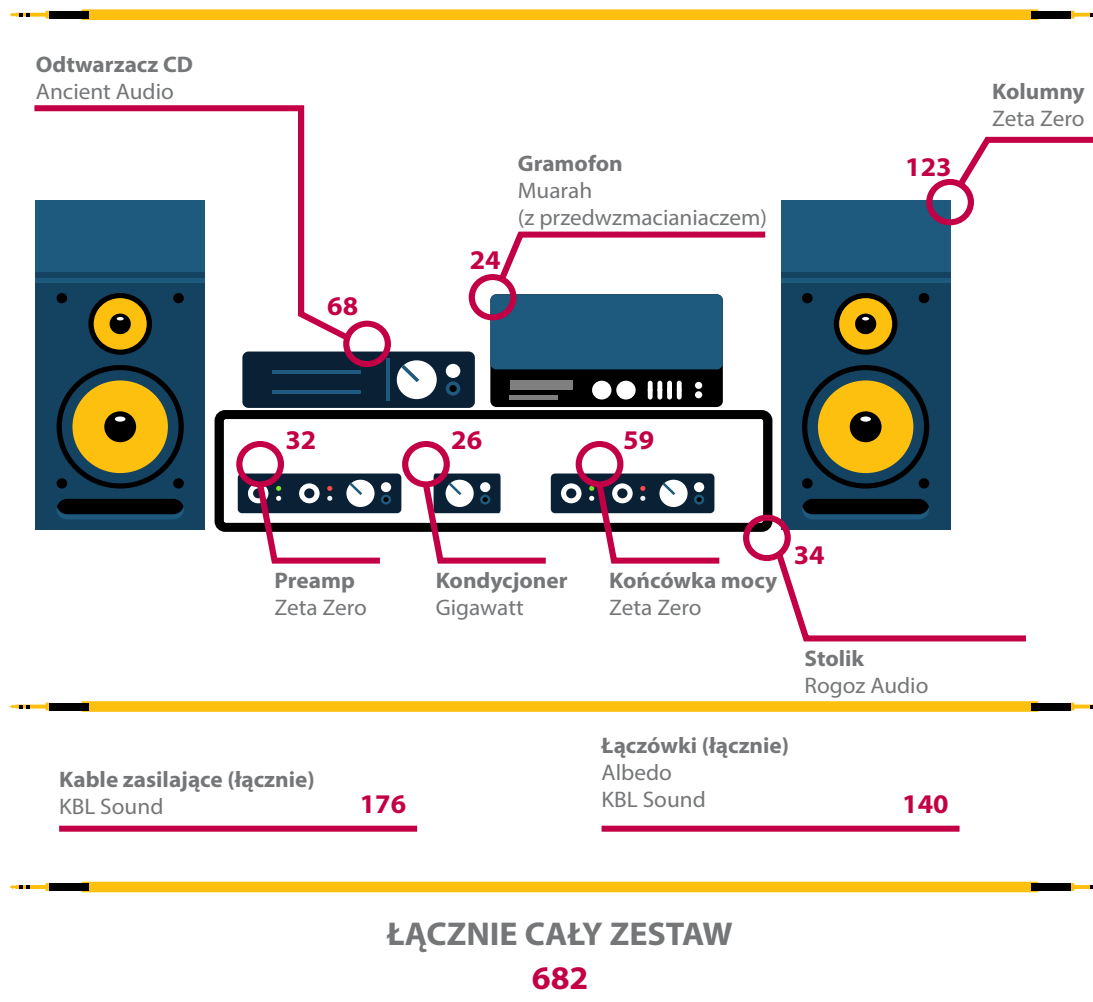 Odtwarzacz CD
Ancient Audio
Kolumny
Zeta Zero
123
Gramofon
Muarah
(z przedwzmacianiaczem)
24
68
32
26
59
34
Preamp
Zeta Zero
Kondycjoner
Gigawatt
Końcówka mocy
Zeta Zero
Stolik
Rogoz Audio
Kable zasilające (łącznie)
KBL Sound
176
Łączówki (łącznie)
Albedo
KBL Sound
140
ŁĄCZNIE CAŁY ZESTAW
682